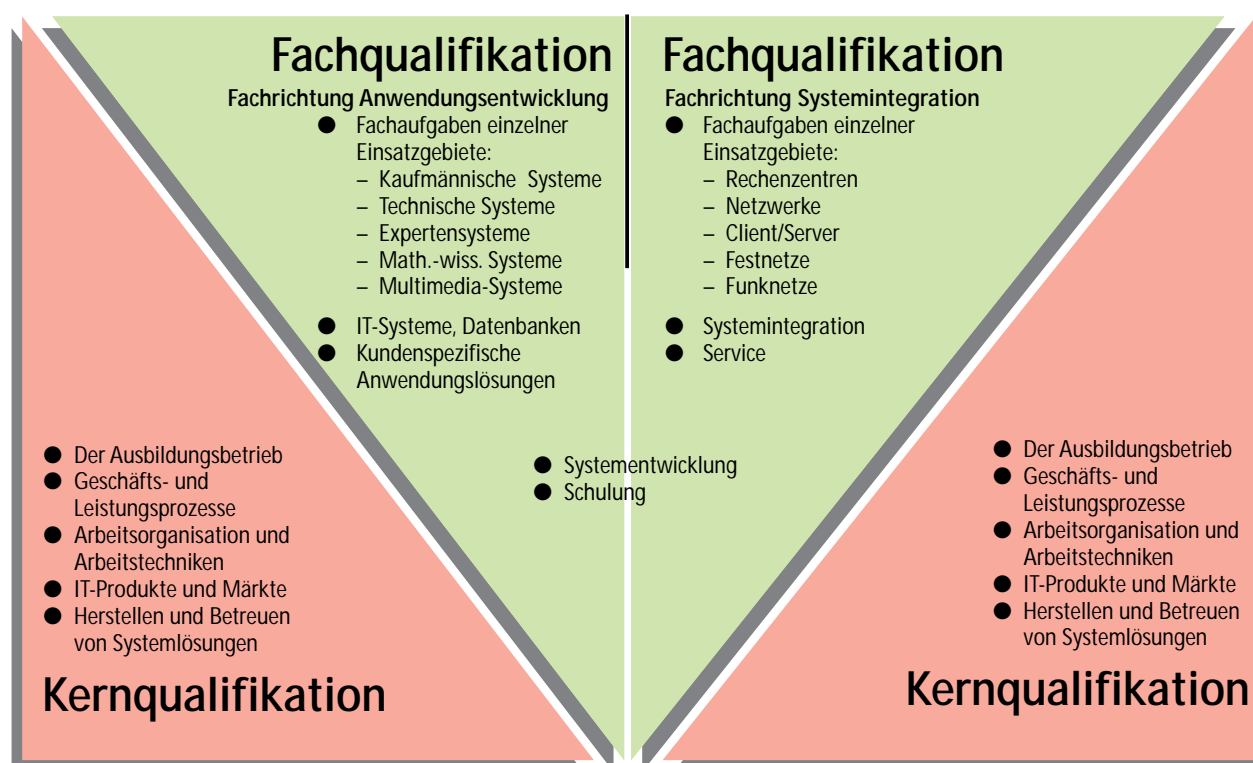 Fachqualifikation
Fachrichtung Anwendungsentwicklung
● Fachaufgaben einzelner
Einsatzgebiete:
– Kaufmännische Systeme
– Technische Systeme
– Expertensysteme
– Math.-wiss. Systeme
– Multimedia-Systeme
● IT-Systeme, Datenbanken
● Kundenspezifische
Anwendungslösungen
Fachqualifikation
Fachrichtung Systemintegration
● Fachaufgaben einzelner
Einsatzgebiete:
– Rechenzentren
– Netzwerke
– Client/Server
– Festnetze
– Funknetze
● Systemintegration
● Service
● Systementwicklung
● Schulung
● Der Ausbildungsbetrieb
● Geschäfts- und
Leistungsprozesse
● Arbeitsorganisation und
Arbeitstechniken
● IT-Produkte und Märkte
● Herstellen und Betreuen
von Systemlösungen
Kernqualifikation
● Der Ausbildungsbetrieb
● Geschäfts- und
Leistungsprozesse
● Arbeitsorganisation und
Arbeitstechniken
● IT-Produkte und Märkte
● Herstellen und Betreuen
von Systemlösungen
Kernqualifikation